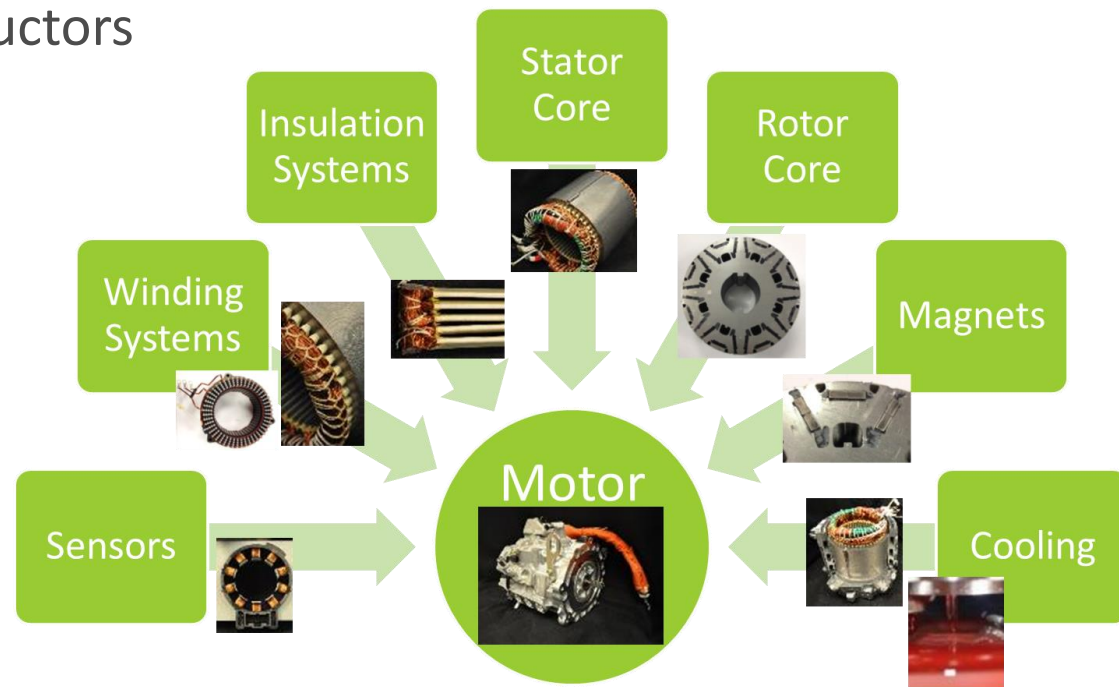 uctors
Stator
Core
Insulation
Systems
Rotor
Core
Winding
Systems
Magnets
Motor
Sensors
Cooling